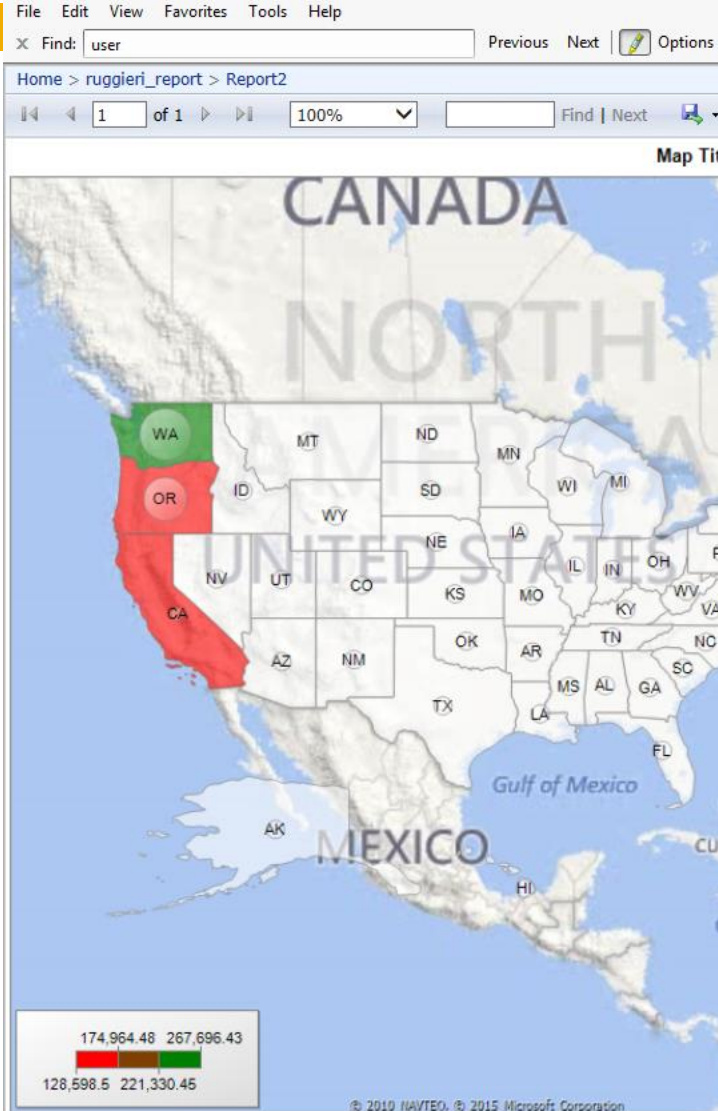 File Edit View Favorites Tools Help
x Find: user Previous Next Options
Home > ruggieri_report > Report2
1 of 1 100% Find | Next
Map Tit
CANADA
NORTH
AMERICA
WA MT ND MN
OR ID SD WI MI
WY IA
NE
UNITED STATES
NV UT CO IL IN OH
KS MO WV
CA KY VA
OK TN NC
AZ NM AR SC
MS AL GA
TX LA
FL
Gulf of Mexico
AK MEXICO CU
HI
174,964.48 267,696.43
128,598.5 221,330.45
© 2010 NAVTEQ, © 2015 Microsoft Corporation